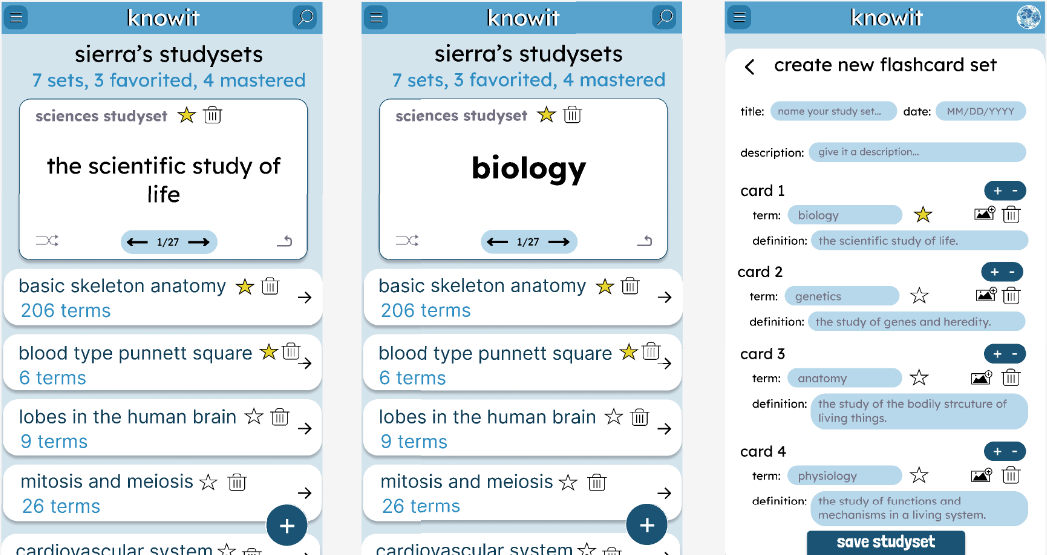 knowit
sierra's studysets
7 sets, 3 favorited, 4 mastered
sciences studyset
the scientific study of
life
1/27
basic skeleton anatomy
206 terms
blood type punnett square
6 terms
lobes in the human brain
9 terms
mitosis and meiosis
26 terms
+
cardiovascular system
knowit
sierra's studysets
7 sets, 3 favorited, 4 mastered
sciences studyset
biology
1/27
basic skeleton anatomy
206 terms
blood type punnett square
6 terms
lobes in the human brain
9 terms
mitosis and meiosis
26 terms
+
cardiovascular system
knowit
create new flashcard set
title: name your study set... date: MM/DD/YYYY
description: give it a description...
card 1 + -
term: biology
definition: the scientific study of life.
card 2 + -
term: genetics
definition: the study of genes and heredity.
card 3 + -
term: anatomy
definition: the study of the bodily strcuture of
living things.
card 4 + -
term: physiology
definition: the study of functions and
mechanisms in a living system.
save studyset